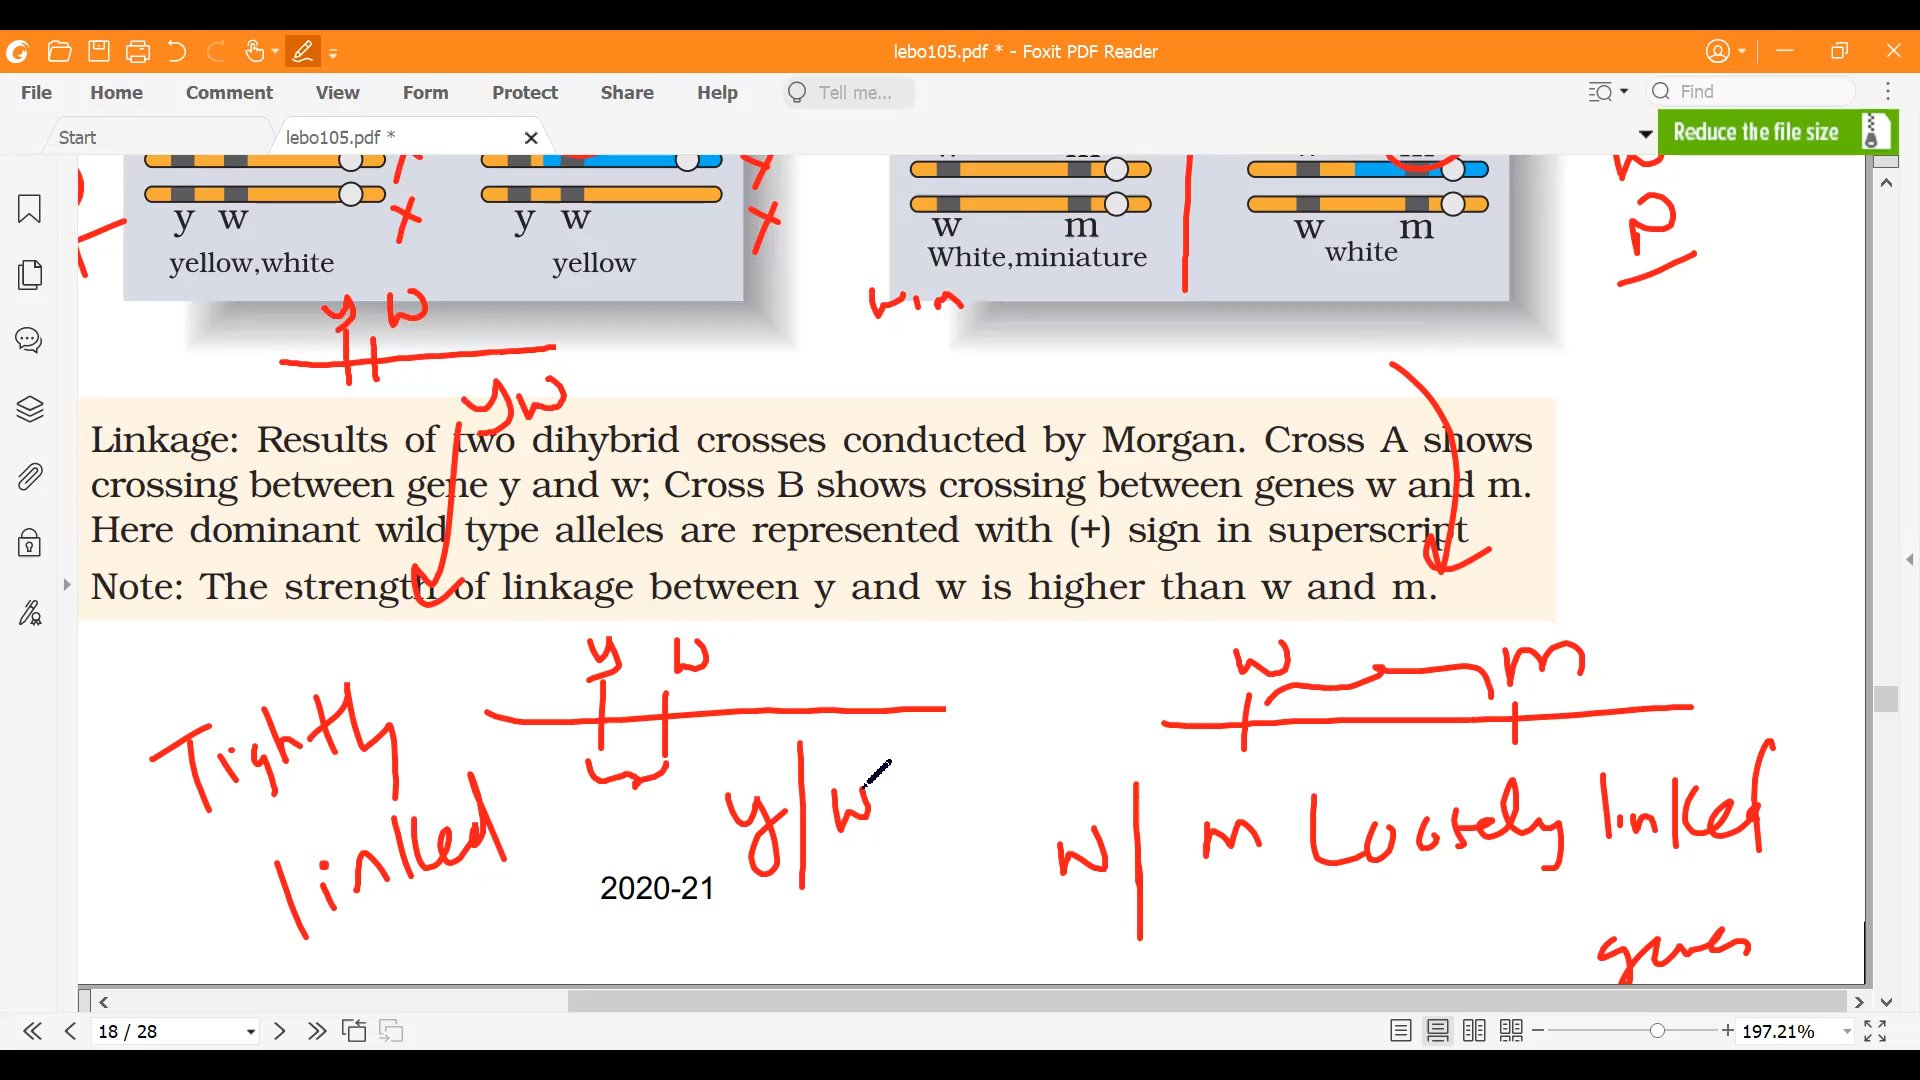 lebo105.pdf * - Foxit PDF Reader
File Home Comment View Form Protect Share Help Tell me... Find
Start lebo105.pdf * Reduce the file size
y w y w w m w m
yellow,white yellow White,miniature white
y w
w m
y w
Linkage: Results of two dihybrid crosses conducted by Morgan. Cross A shows
crossing between gene y and w; Cross B shows crossing between genes w and m.
Here dominant wild type alleles are represented with (+) sign in superscript
Note: The strength of linkage between y and w is higher than w and m.
y w w m
Tightly
linked
y w w m Loosely linked
genes
2020-21
18 / 28 197.21%